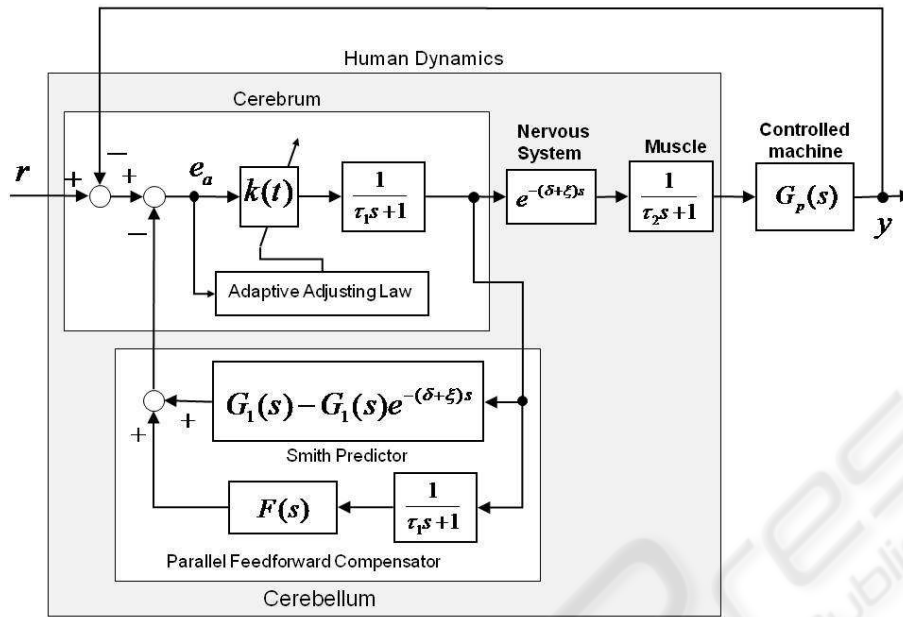 Human Dynamics
Cerebrum
Nervous System
Muscle
Controlled machine
r
+
−
+
−
e_a
k(t)
1/(τ₁s+1)
e^{-(δ+ξ)s}
1/(τ₂s+1)
G_p(s)
y
Adaptive Adjusting Law
G₁(s) − G₁(s)e^{-(δ+ξ)s}
+
+
Smith Predictor
F(s)
1/(τ₁s+1)
Parallel Feedforward Compensator
Cerebellum